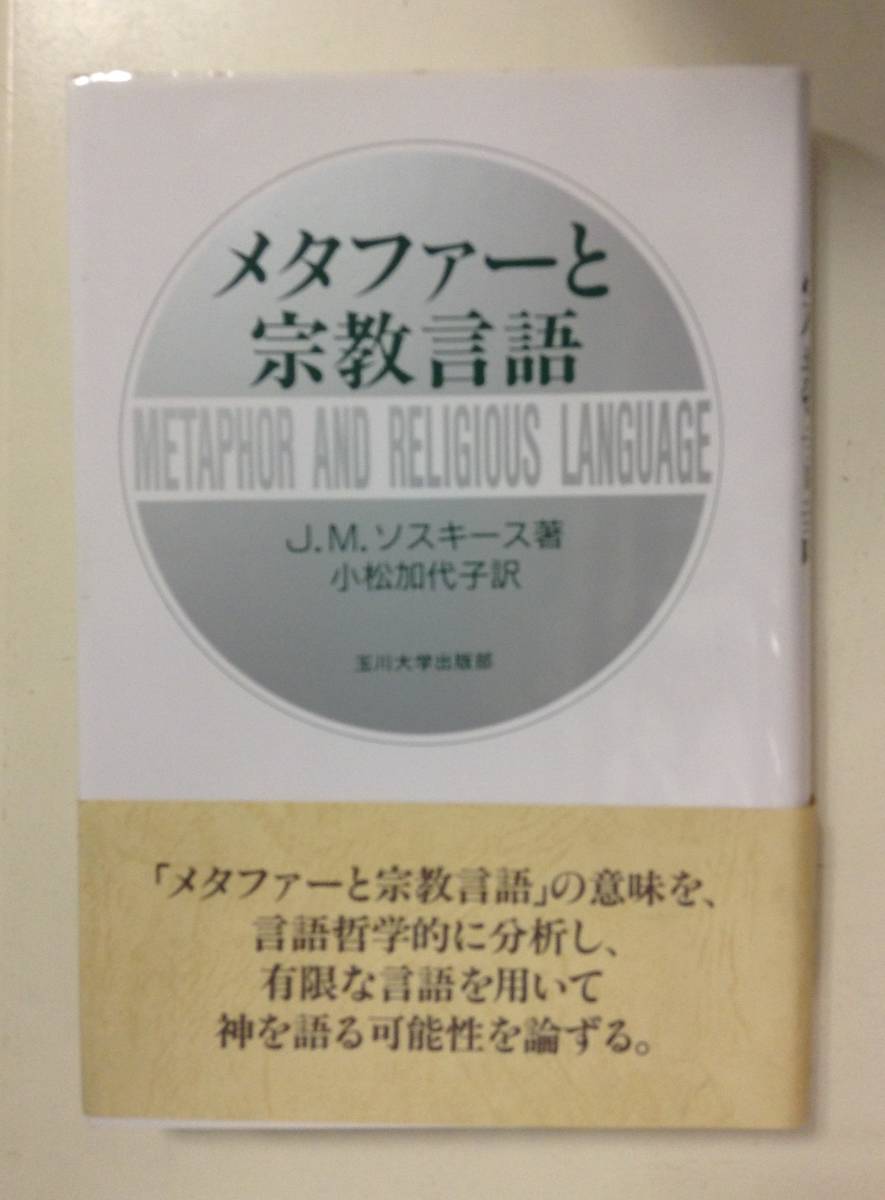 メタファーと
宗教言語
METAPHOR AND RELIGIOUS LANGUAGE
J.M.ソスキース著
小松加代子訳
玉川大学出版部
「メタファーと宗教言語」の意味を、
言語哲学的に分析し、
有限な言語を用いて
神を語る可能性を論ずる。